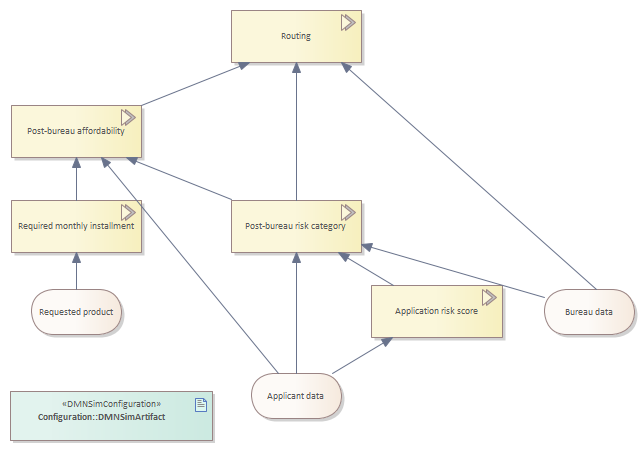 Routing
Post-bureau affordability
Required monthly installment
Post-bureau risk category
Requested product
Application risk score
Bureau data
Applicant data
«DMNSimConfiguration»
Configuration::DMNSimArtifact